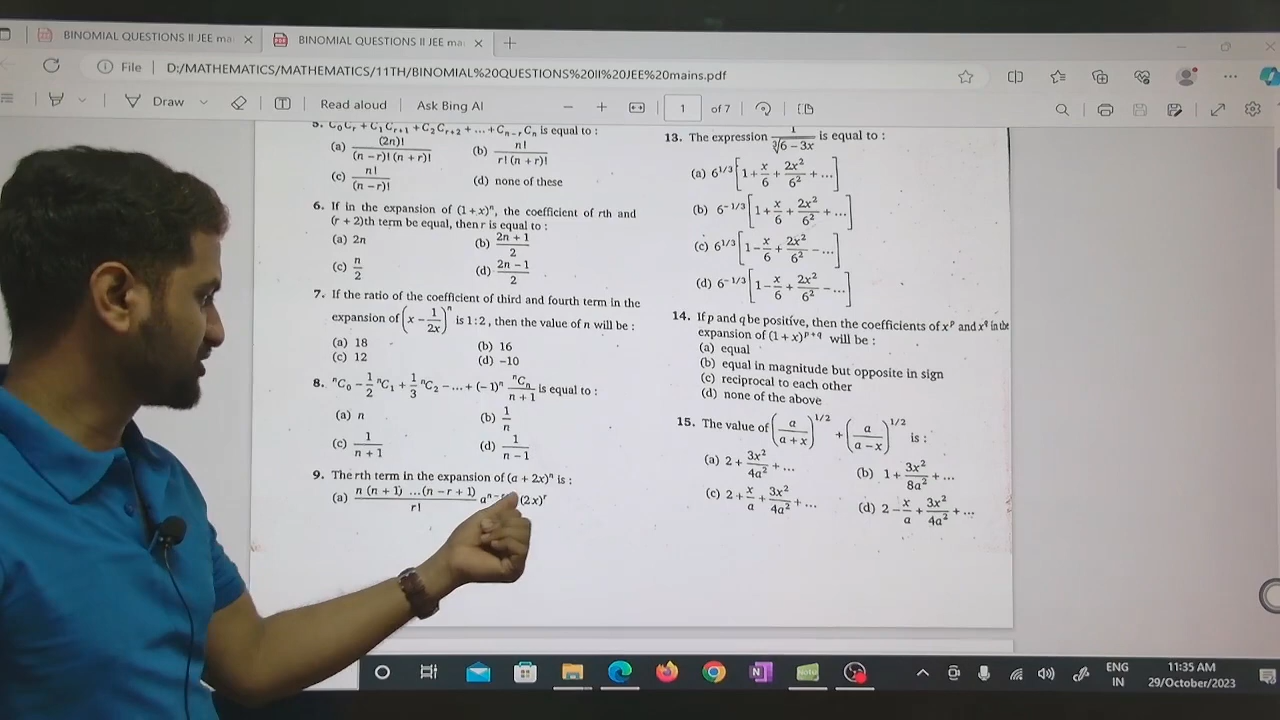 BINOMIAL QUESTIONS II JEE ma
BINOMIAL QUESTIONS II JEE ma
File D:/MATHEMATICS/MATHEMATICS/11TH/BINOMIAL%20QUESTIONS%20II%20JEE%20mains.pdf
Draw Read aloud Ask Bing AI 1 of 7
5. C₀Cᵣ + C₁Cᵣ₊₁ + C₂Cᵣ₊₂ + ... + Cₙ₋ᵣCₙ is equal to :
(a) (2n)! / (n − r)! (n + r)! (b) n! / r! (n + r)!
(c) n! / (n − r)! (d) none of these
6. If in the expansion of (1 + x)ⁿ, the coefficient of rth and
(r + 2)th term be equal, then r is equal to :
(a) 2n (b) (2n + 1)/2
(c) n/2 (d) (2n − 1)/2
7. If the ratio of the coefficient of third and fourth term in the
expansion of (x − 1/2x)ⁿ is 1 : 2, then the value of n will be :
(a) 18 (b) 16
(c) 12 (d) −10
8. ⁿC₀ − 1/2 ⁿC₁ + 1/3 ⁿC₂ − ... + (−1)ⁿ ⁿCₙ/(n + 1) is equal to :
(a) n (b) 1/n
(c) 1/(n + 1) (d) 1/(n − 1)
9. The rth term in the expansion of (a + 2x)ⁿ is :
(a) n (n + 1) ...(n − r + 1) / r! (2x)ʳ
13. The expression 1/∛(6 − 3x) is equal to :
(a) 6^(1/3) [1 + x/6 + 2x²/6² + ...]
(b) 6^(−1/3) [1 + x/6 + 2x²/6² + ...]
(c) 6^(1/3) [1 − x/6 + 2x²/6² − ...]
(d) 6^(−1/3) [1 − x/6 + 2x²/6² − ...]
14. If p and q be positive, then the coefficients of xᵖ and x^q in the
expansion of (1 + x)^(p + q) will be :
(a) equal
(b) equal in magnitude but opposite in sign
(c) reciprocal to each other
(d) none of the above
15. The value of (a/(a + x))^(1/2) + (a/(a − x))^(1/2) is :
(a) 2 + 3x²/4a² + ... (b) 1 + 3x²/8a² + ...
(c) 2 + x/a + 3x²/4a² + ... (d) 2 − x/a + 3x²/4a² + ...
ENG
IN
11:35 AM
29/October/2023